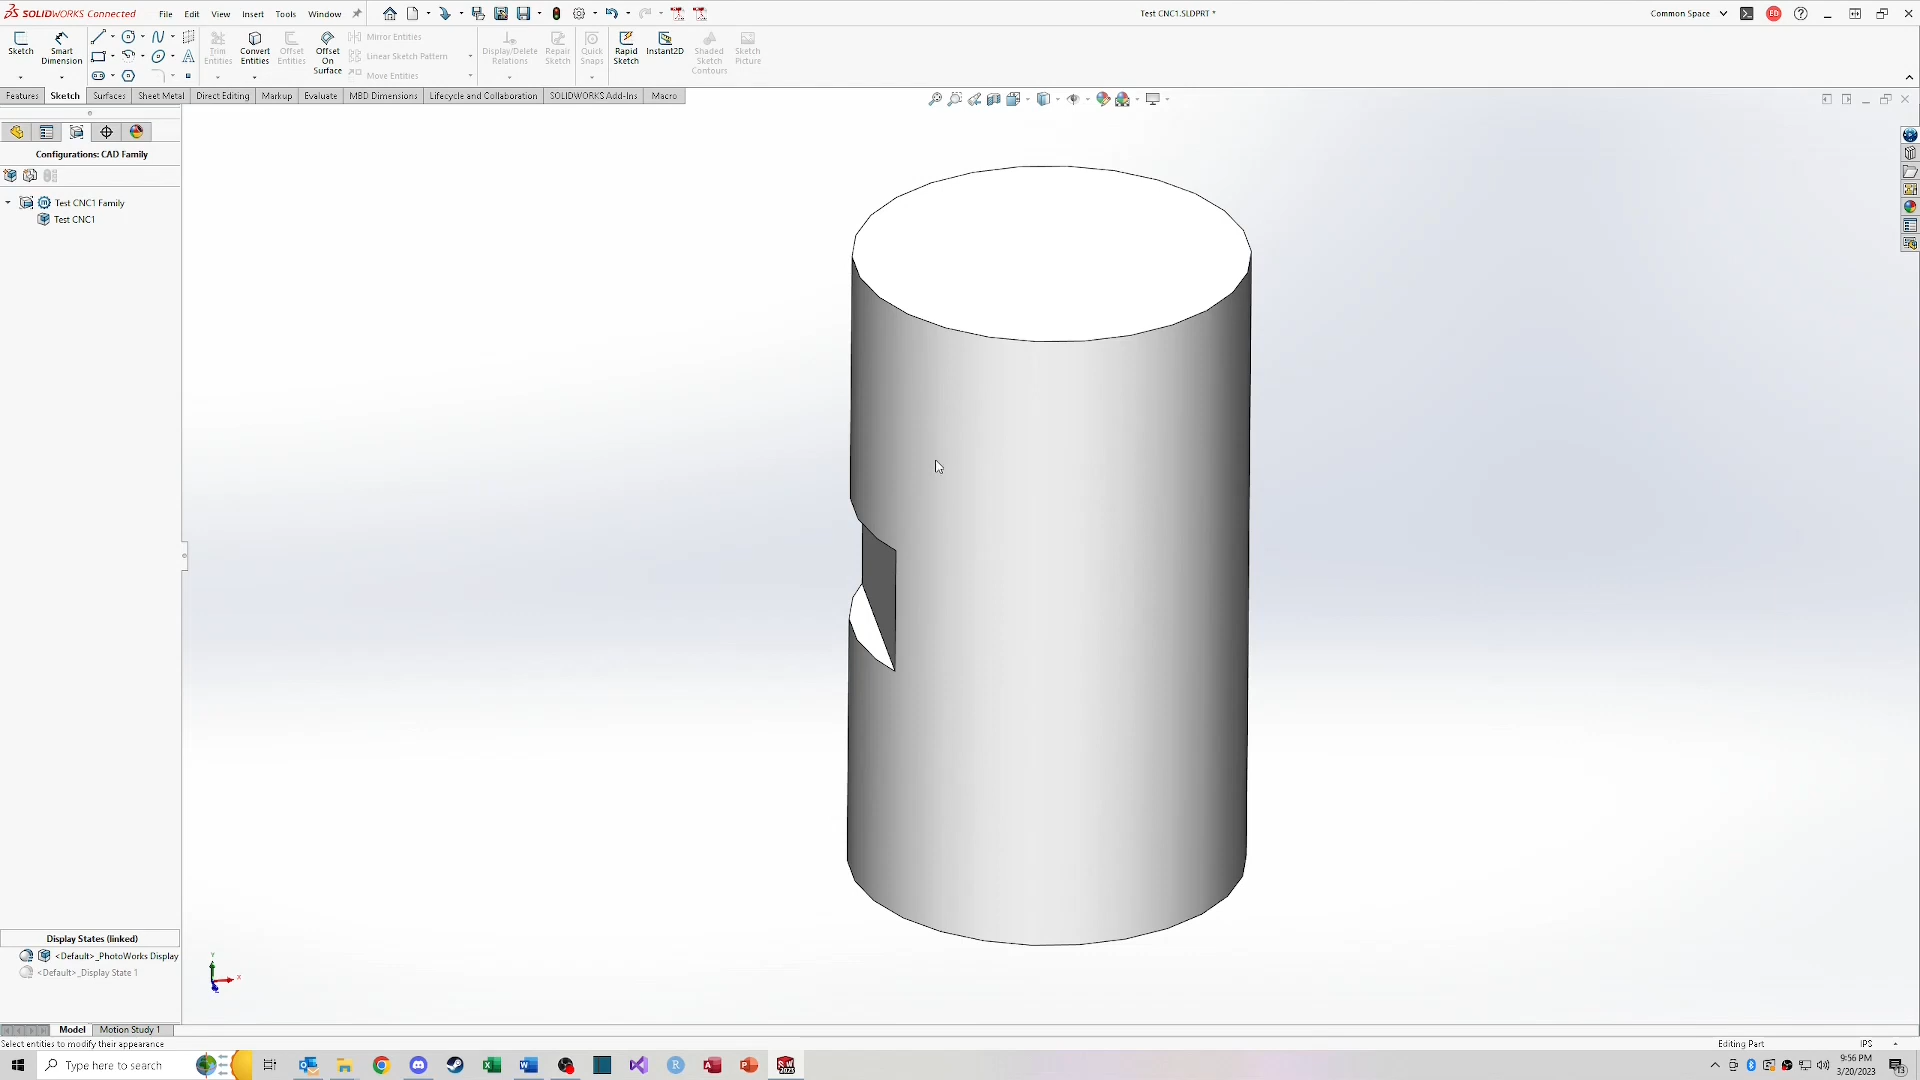 SOLIDWORKS Connected File Edit View Insert Tools Window Test CNC1.SLDPRT * Common Space ED
Sketch Smart Dimension Trim Entities Convert Entities Offset Entities Offset On Surface Mirror Entities Linear Sketch Pattern Move Entities Display/Delete Relations Repair Sketch Quick Snaps Rapid Sketch Instant2D Shaded Sketch Contours Sketch Picture
Features Sketch Surfaces Sheet Metal Direct Editing Markup Evaluate MBD Dimensions Lifecycle and Collaboration SOLIDWORKS Add-Ins Macro
Configurations: CAD Family
Test CNC1 Family
Test CNC1
Display States (linked)
<Default>_PhotoWorks Display
<Default>_Display State 1
Y
X
Z
Model Motion Study 1
Select entities to modify their appearance Editing Part IPS
Type here to search 9:56 PM
3/20/2023